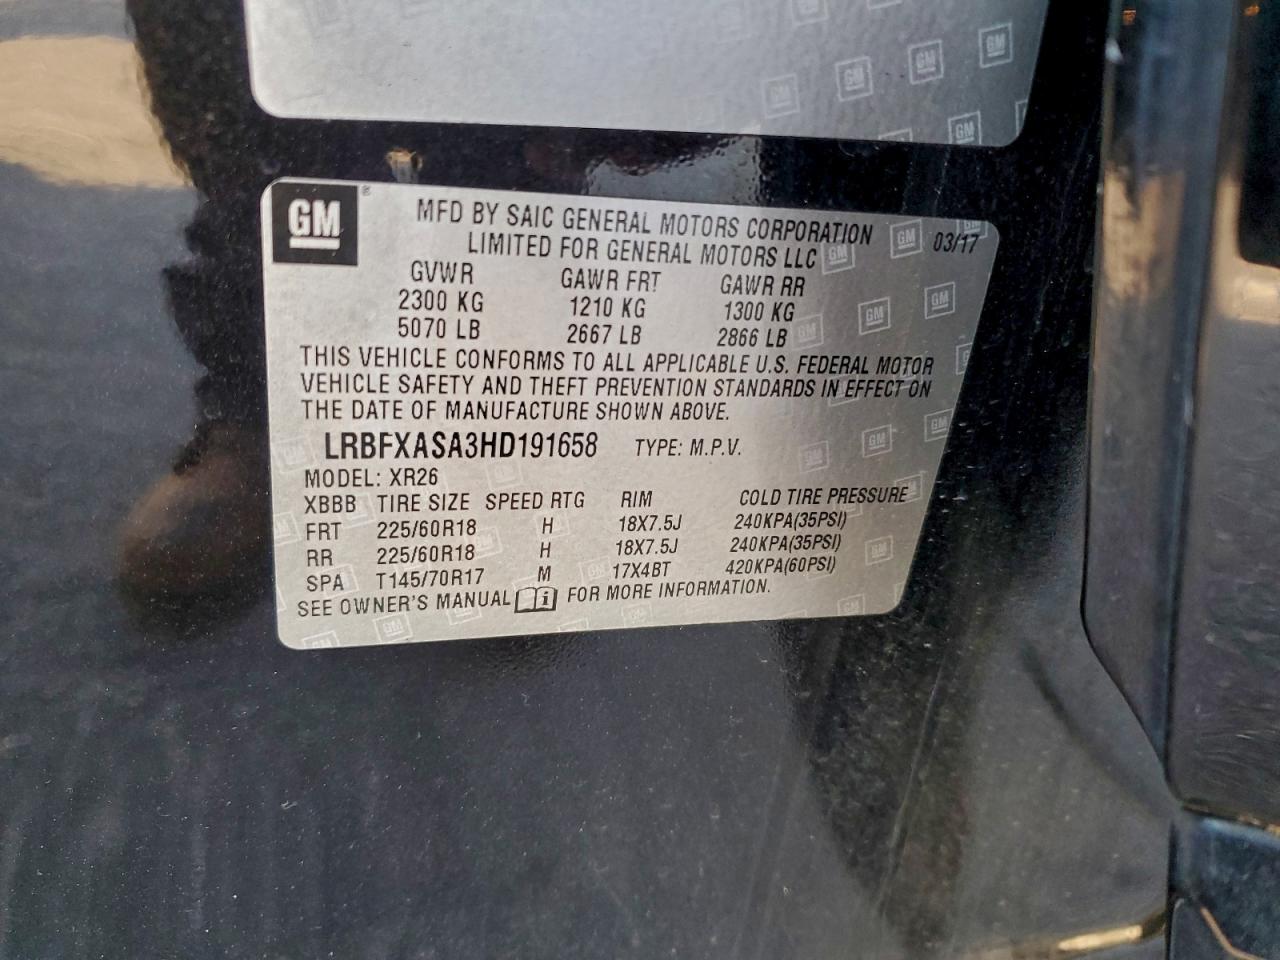 GM ®
MFD BY SAIC GENERAL MOTORS CORPORATION
LIMITED FOR GENERAL MOTORS LLC
03/17
GVWR GAWR FRT GAWR RR
2300 KG 1210 KG 1300 KG
5070 LB 2667 LB 2866 LB
THIS VEHICLE CONFORMS TO ALL APPLICABLE U.S. FEDERAL MOTOR
VEHICLE SAFETY AND THEFT PREVENTION STANDARDS IN EFFECT ON
THE DATE OF MANUFACTURE SHOWN ABOVE.
LRBFXASA3HD191658 TYPE: M.P.V.
MODEL: XR26
XBBB TIRE SIZE SPEED RTG RIM COLD TIRE PRESSURE
FRT 225/60R18 H 18X7.5J 240KPA(35PSI)
RR 225/60R18 H 18X7.5J 240KPA(35PSI)
SPA T145/70R17 M 17X4BT 420KPA(60PSI)
SEE OWNER'S MANUAL i FOR MORE INFORMATION.